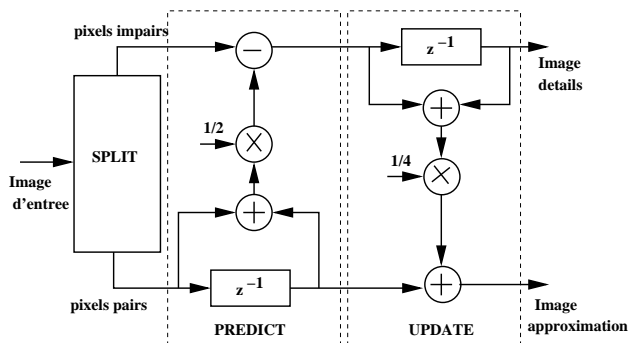 pixels impairs
−
z⁻¹
Image
details
+
1/2
×
SPLIT
1/4
×
Image
d'entree
+
+
z⁻¹
pixels pairs
Image
approximation
PREDICT
UPDATE